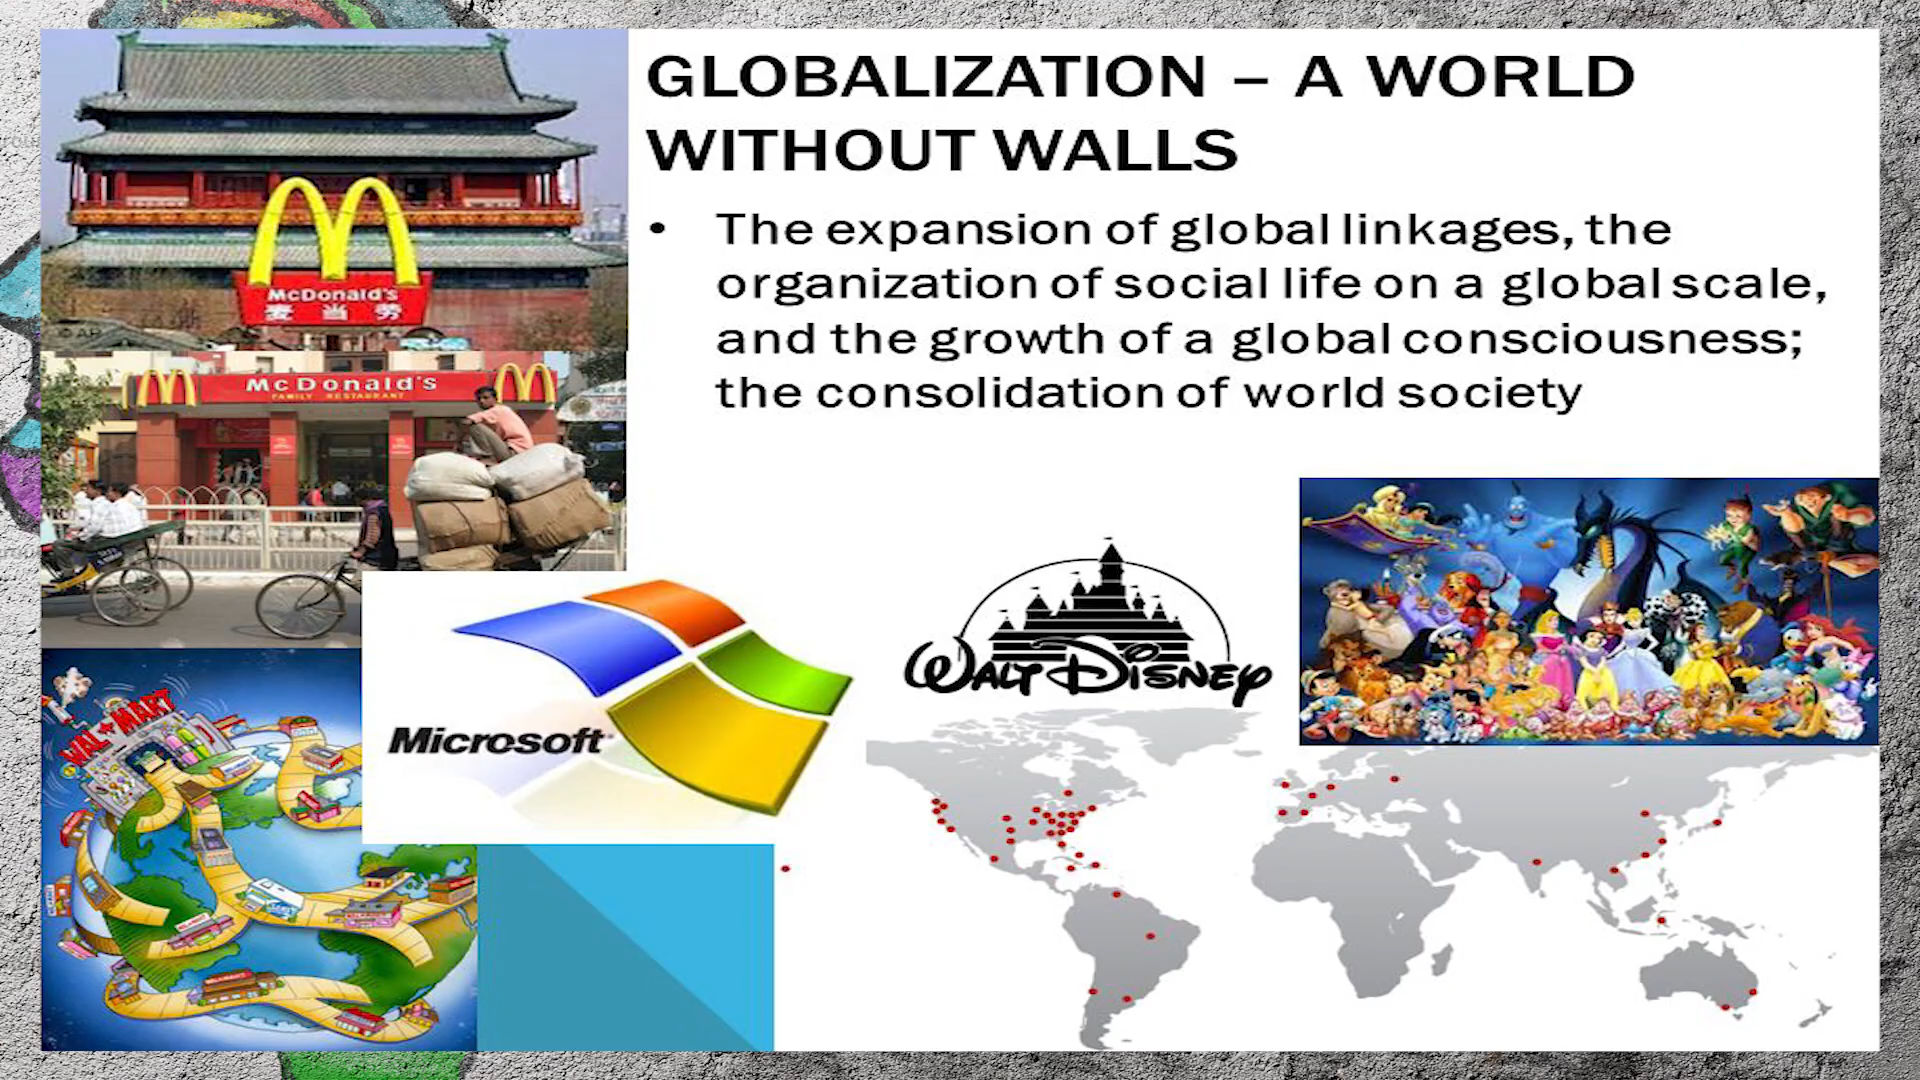 GLOBALIZATION – A WORLD
WITHOUT WALLS
• The expansion of global linkages, the
organization of social life on a global scale,
and the growth of a global consciousness;
the consolidation of world society
McDonald's
麦当劳
© AP
McDonald's
FAMILY RESTAURANT
WAL★MART
Microsoft
WALT DISNEY